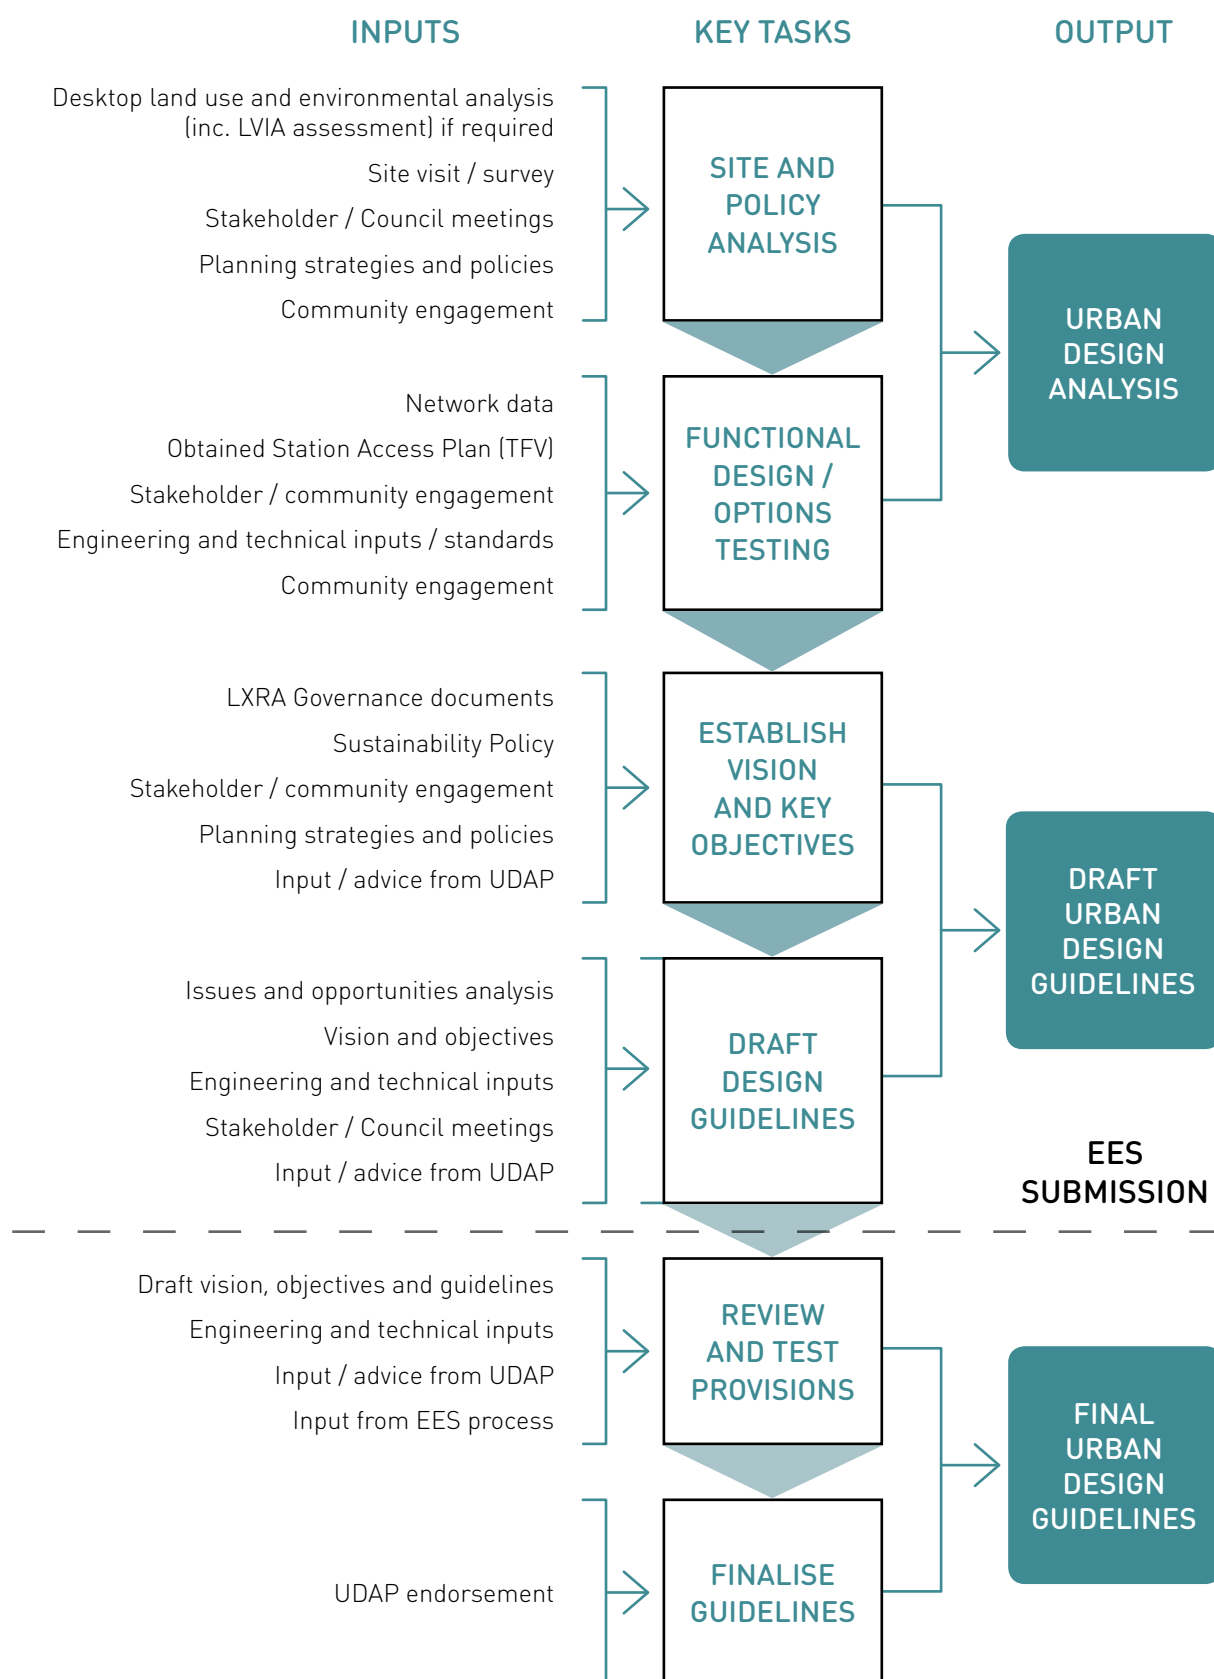 INPUTS
KEY TASKS
OUTPUT
Desktop land use and environmental analysis
(inc. LVIA assessment) if required
Site visit / survey
Stakeholder / Council meetings
Planning strategies and policies
Community engagement
SITE AND
POLICY
ANALYSIS
URBAN
DESIGN
ANALYSIS
Network data
Obtained Station Access Plan (TFV)
Stakeholder / community engagement
Engineering and technical inputs / standards
Community engagement
FUNCTIONAL
DESIGN /
OPTIONS
TESTING
LXRA Governance documents
Sustainability Policy
Stakeholder / community engagement
Planning strategies and policies
Input / advice from UDAP
ESTABLISH
VISION
AND KEY
OBJECTIVES
DRAFT
URBAN
DESIGN
GUIDELINES
Issues and opportunities analysis
Vision and objectives
Engineering and technical inputs
Stakeholder / Council meetings
Input / advice from UDAP
DRAFT
DESIGN
GUIDELINES
EES
SUBMISSION
Draft vision, objectives and guidelines
Engineering and technical inputs
Input / advice from UDAP
Input from EES process
REVIEW
AND TEST
PROVISIONS
FINAL
URBAN
DESIGN
GUIDELINES
UDAP endorsement
FINALISE
GUIDELINES